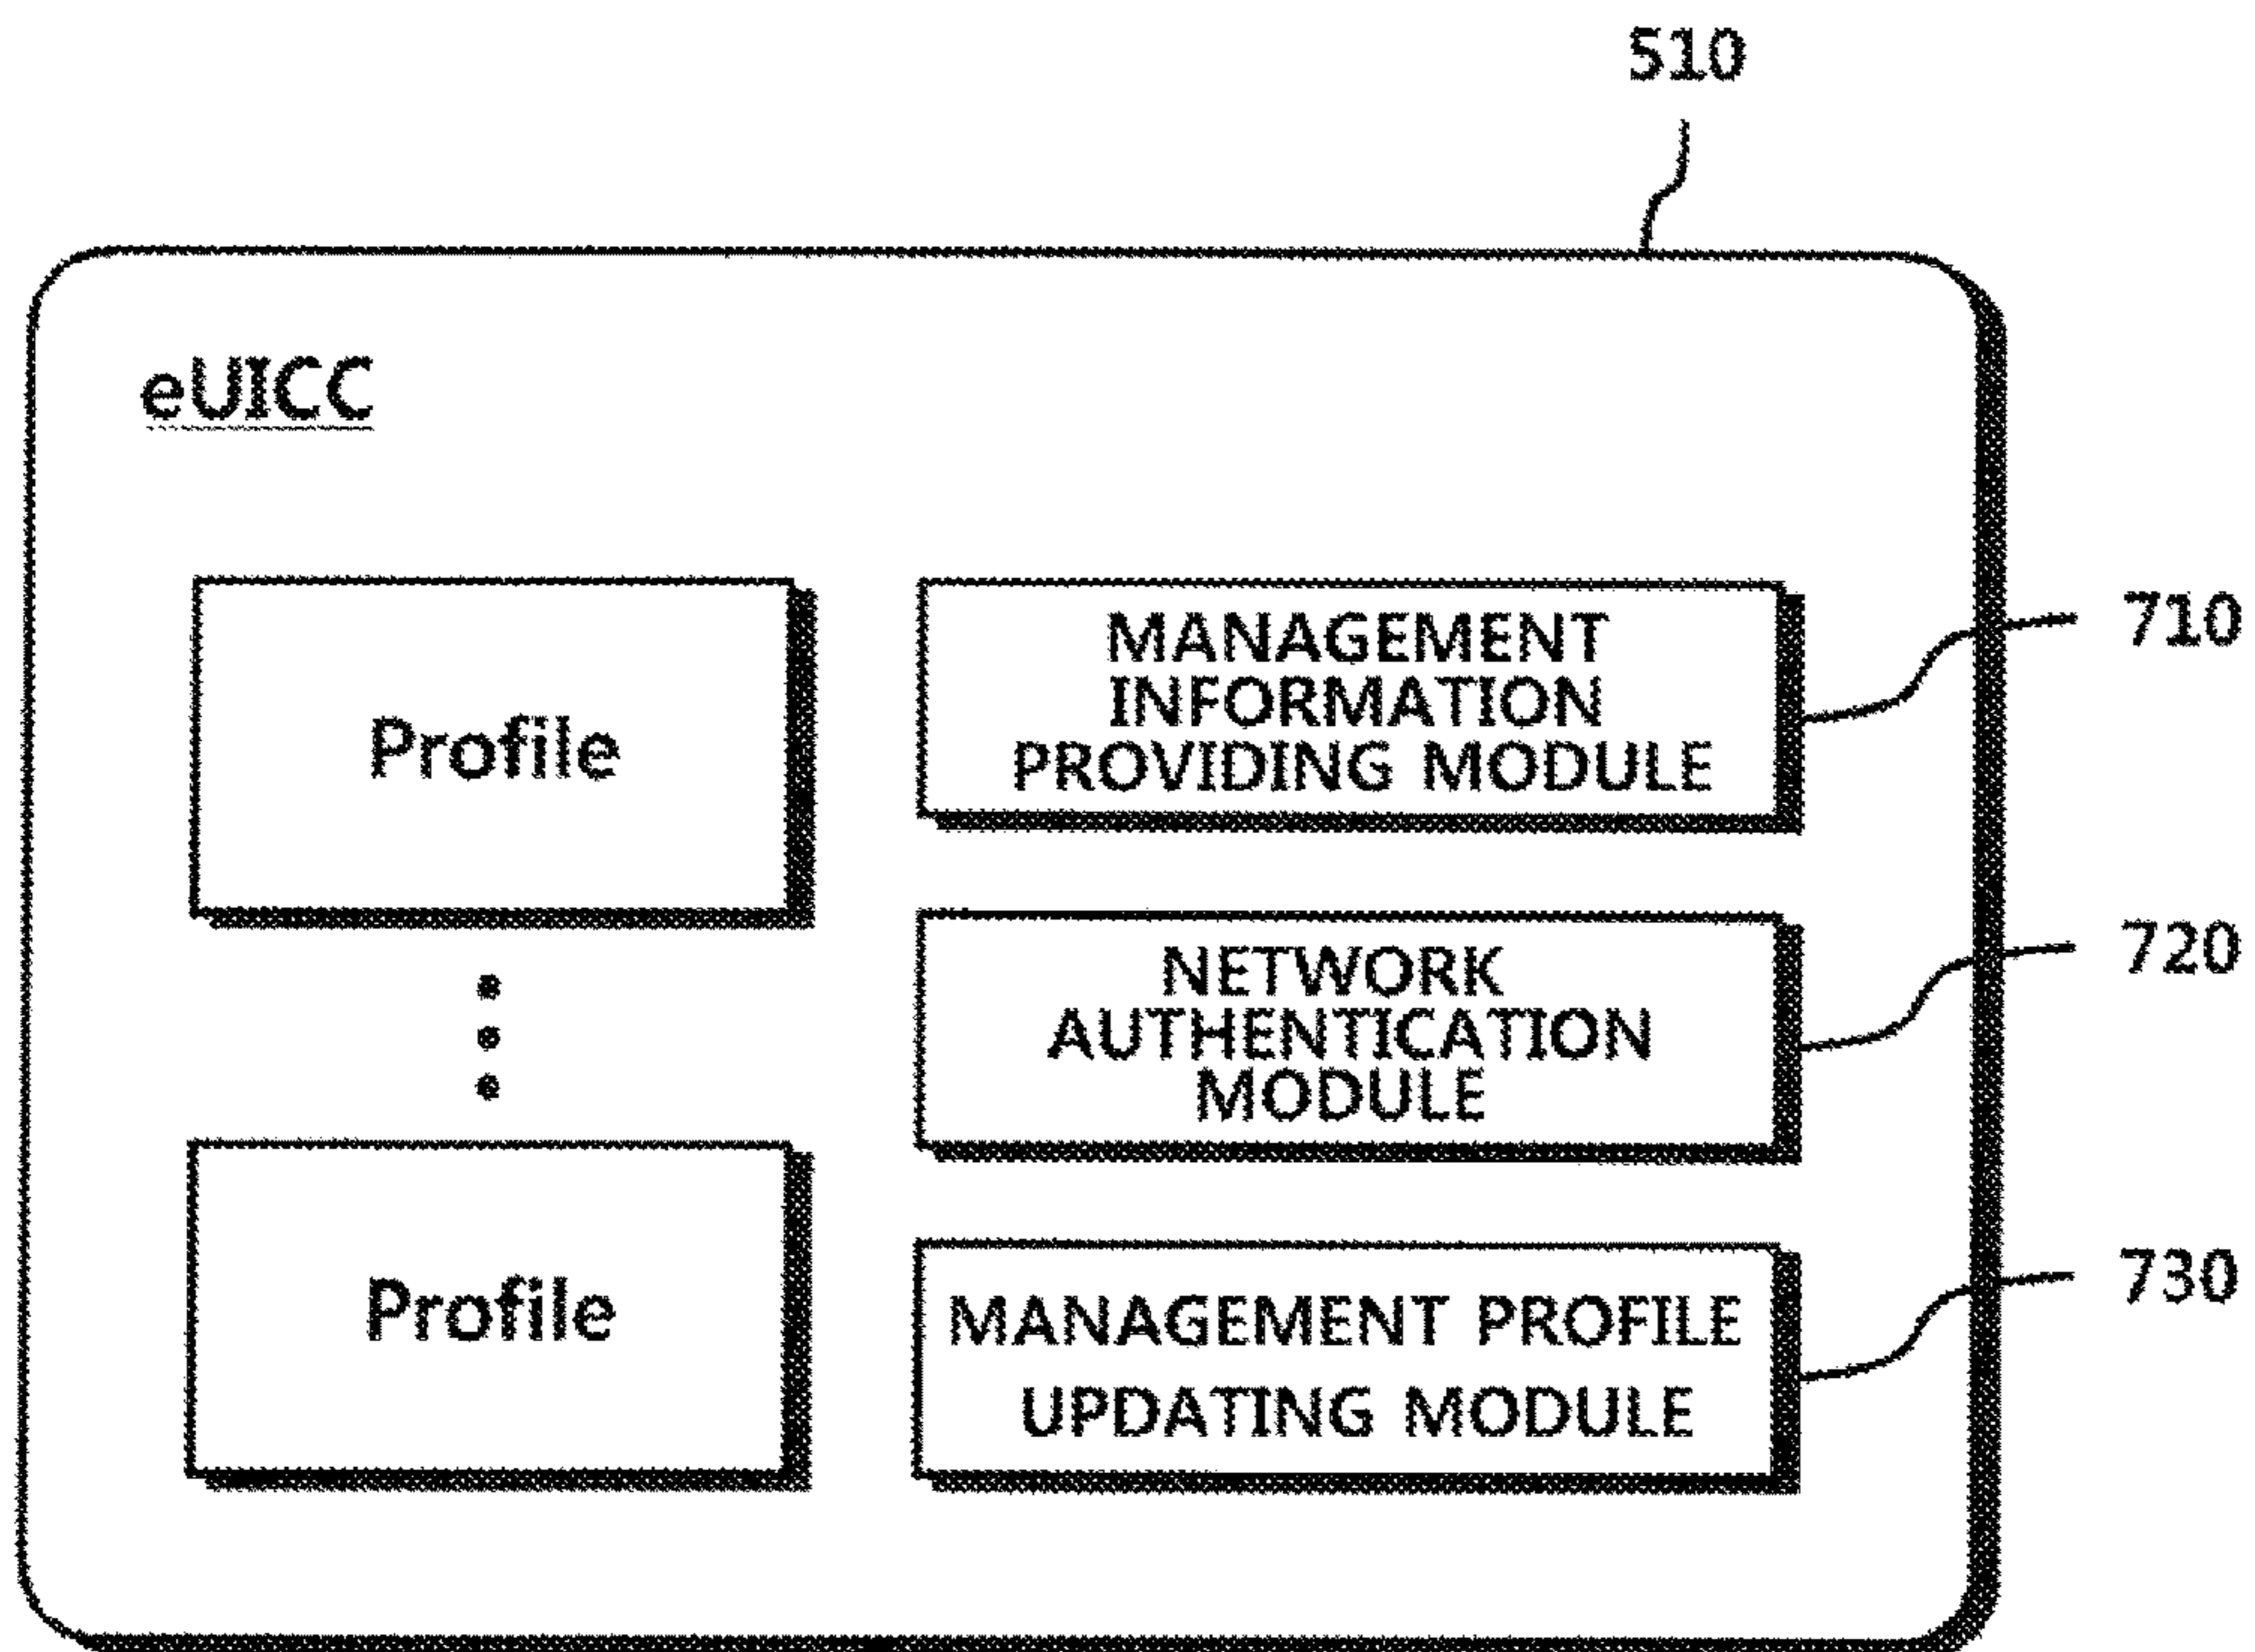 510
eUICC
Profile
MANAGEMENT
INFORMATION
PROVIDING MODULE
710
NETWORK
AUTHENTICATION
MODULE
720
Profile
MANAGEMENT PROFILE
UPDATING MODULE
730